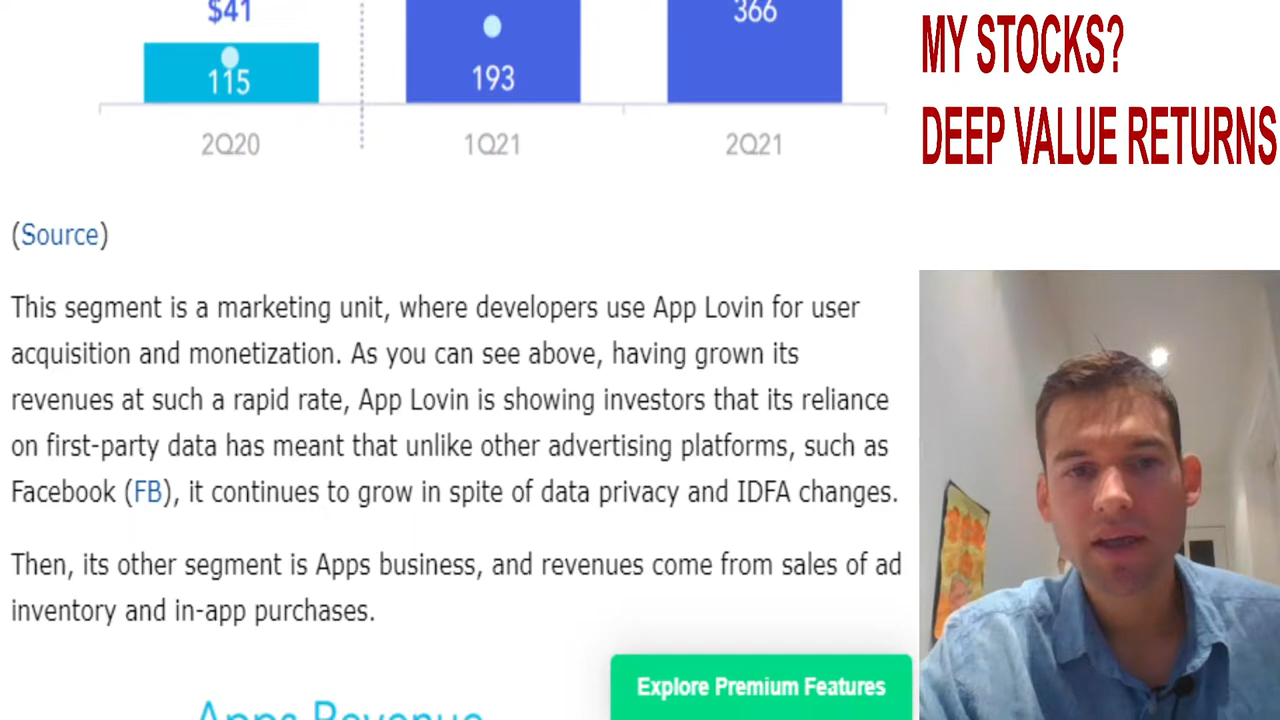 $41
366
115
193
2Q20
1Q21
2Q21
(Source)
This segment is a marketing unit, where developers use App Lovin for user
acquisition and monetization. As you can see above, having grown its
revenues at such a rapid rate, App Lovin is showing investors that its reliance
on first-party data has meant that unlike other advertising platforms, such as
Facebook (FB), it continues to grow in spite of data privacy and IDFA changes.
Then, its other segment is Apps business, and revenues come from sales of ad
inventory and in-app purchases.
Explore Premium Features
Apps Revenue
MY STOCKS?
DEEP VALUE RETURNS